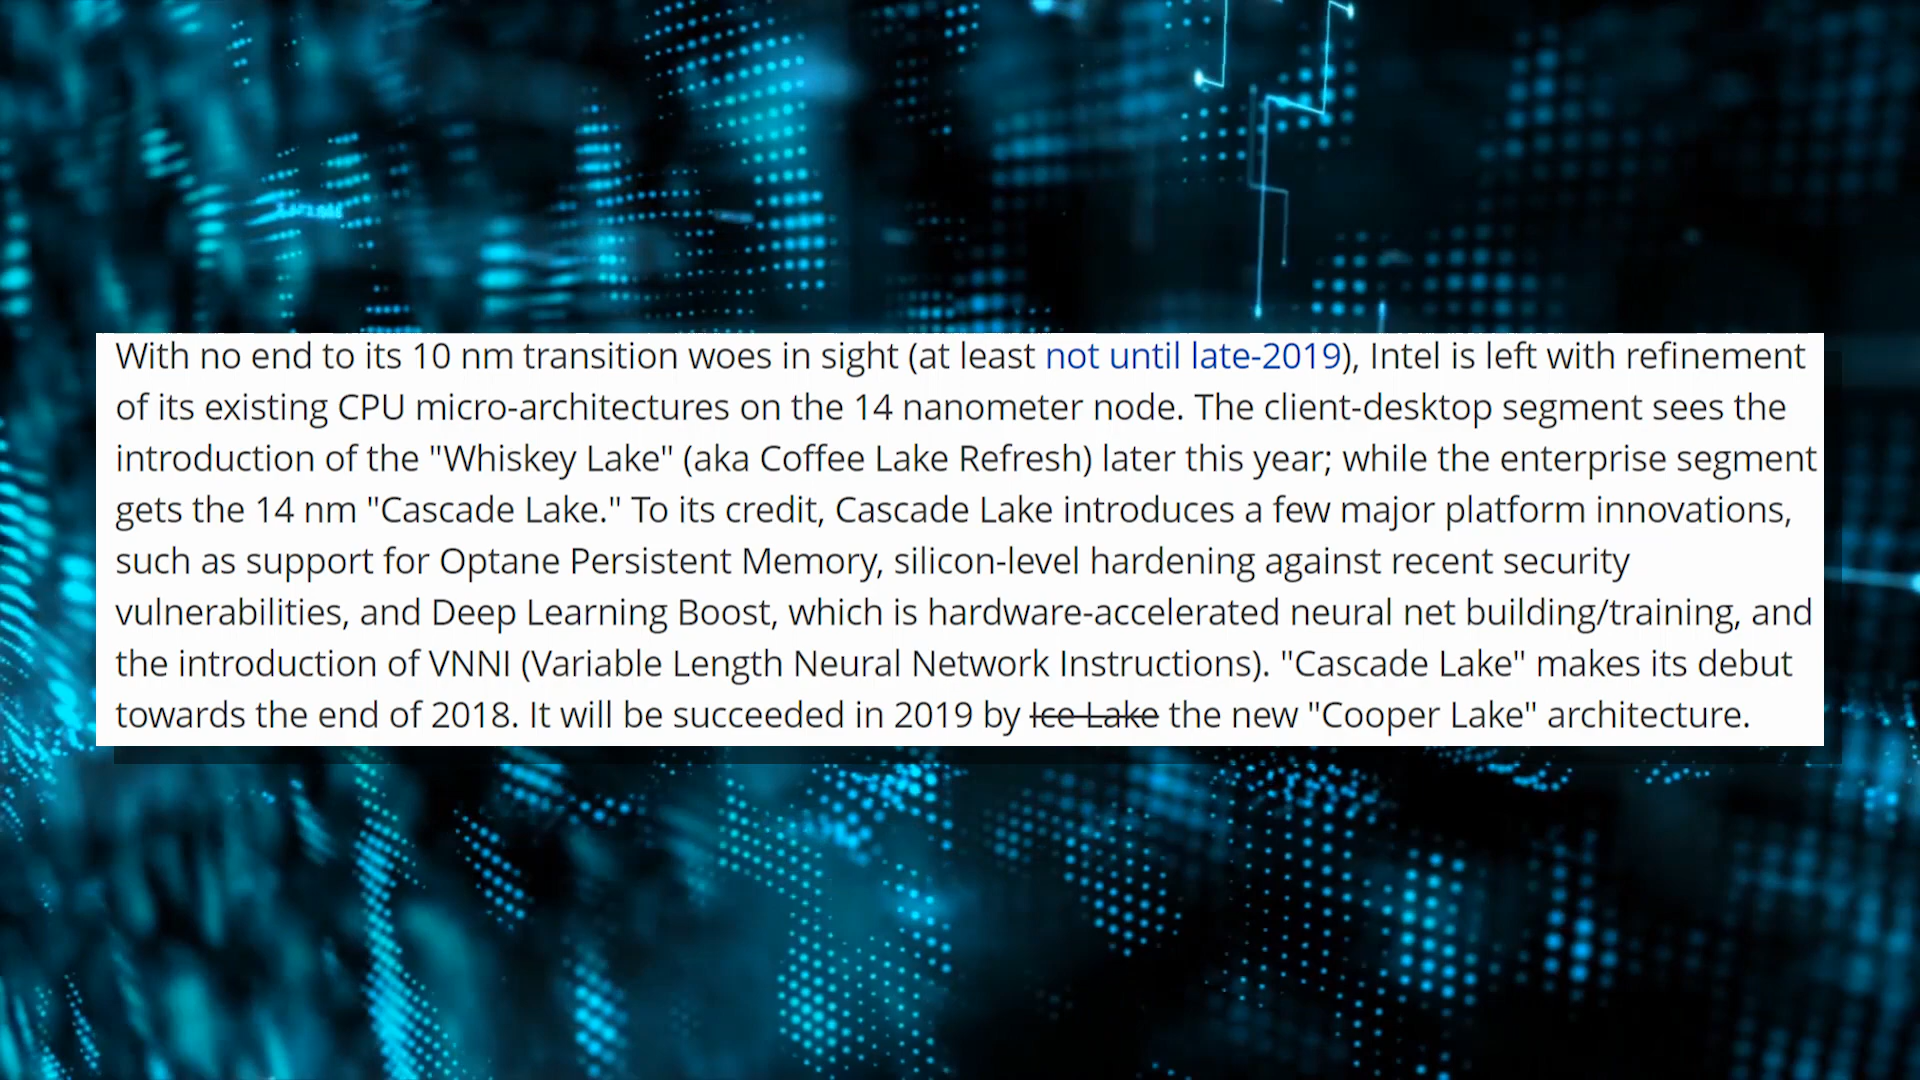 With no end to its 10 nm transition woes in sight (at least not until late-2019), Intel is left with refinement
of its existing CPU micro-architectures on the 14 nanometer node. The client-desktop segment sees the
introduction of the "Whiskey Lake" (aka Coffee Lake Refresh) later this year; while the enterprise segment
gets the 14 nm "Cascade Lake." To its credit, Cascade Lake introduces a few major platform innovations,
such as support for Optane Persistent Memory, silicon-level hardening against recent security
vulnerabilities, and Deep Learning Boost, which is hardware-accelerated neural net building/training, and
the introduction of VNNI (Variable Length Neural Network Instructions). "Cascade Lake" makes its debut
towards the end of 2018. It will be succeeded in 2019 by Ice Lake the new "Cooper Lake" architecture.